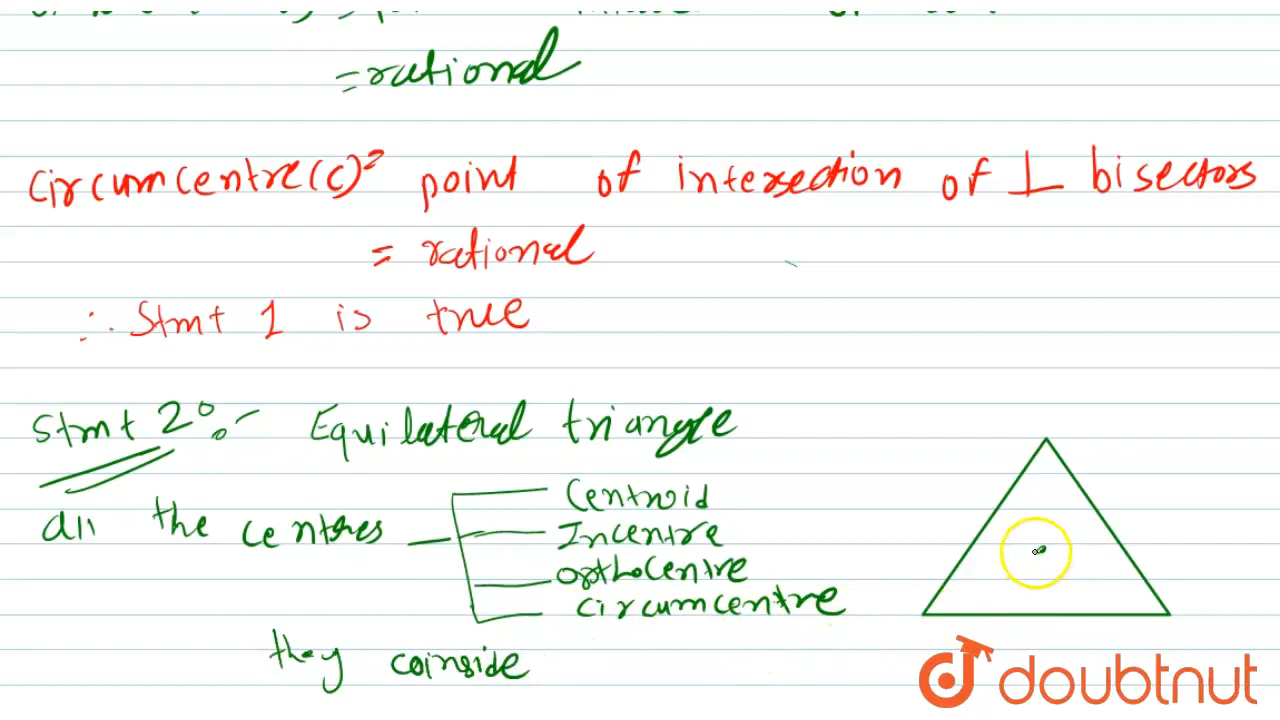 = rational
Circumcentre(c)² point of intersection of ⊥ bisectors
= rational
∴ Stmt 1 is true
Stmt 2:- Equilateral triangle
all the centres
Centroid
Incentre
orthocentre
circumcentre
they coinside
doubtnut